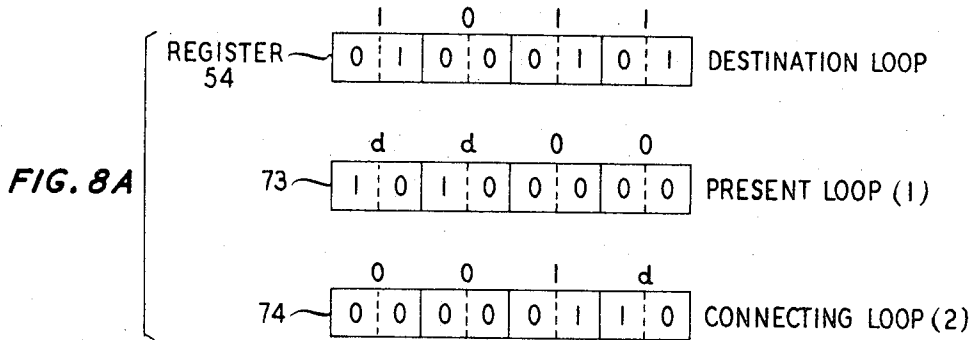 1 0 1 1
REGISTER 54 0 1 0 0 0 1 0 1 DESTINATION LOOP
d d 0 0
FIG. 8A 73 1 0 1 0 0 0 0 0 PRESENT LOOP (1)
0 0 1 d
74 0 0 0 0 0 1 1 0 CONNECTING LOOP (2)